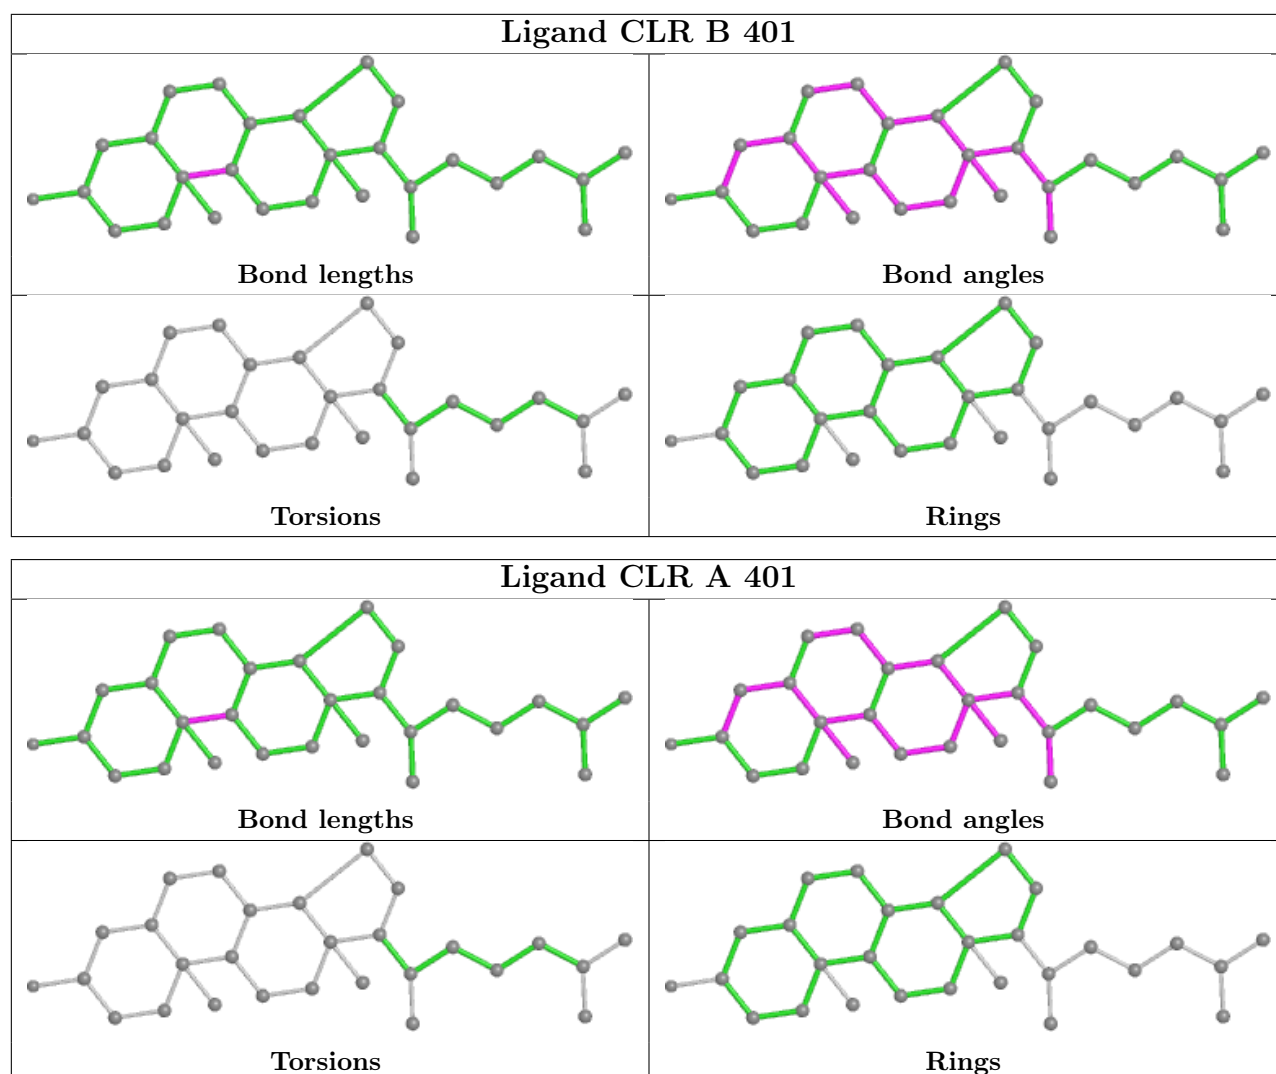 Ligand CLR B 401
Bond lengths
Bond angles
Torsions
Rings
Ligand CLR A 401
Bond lengths
Bond angles
Torsions
Rings